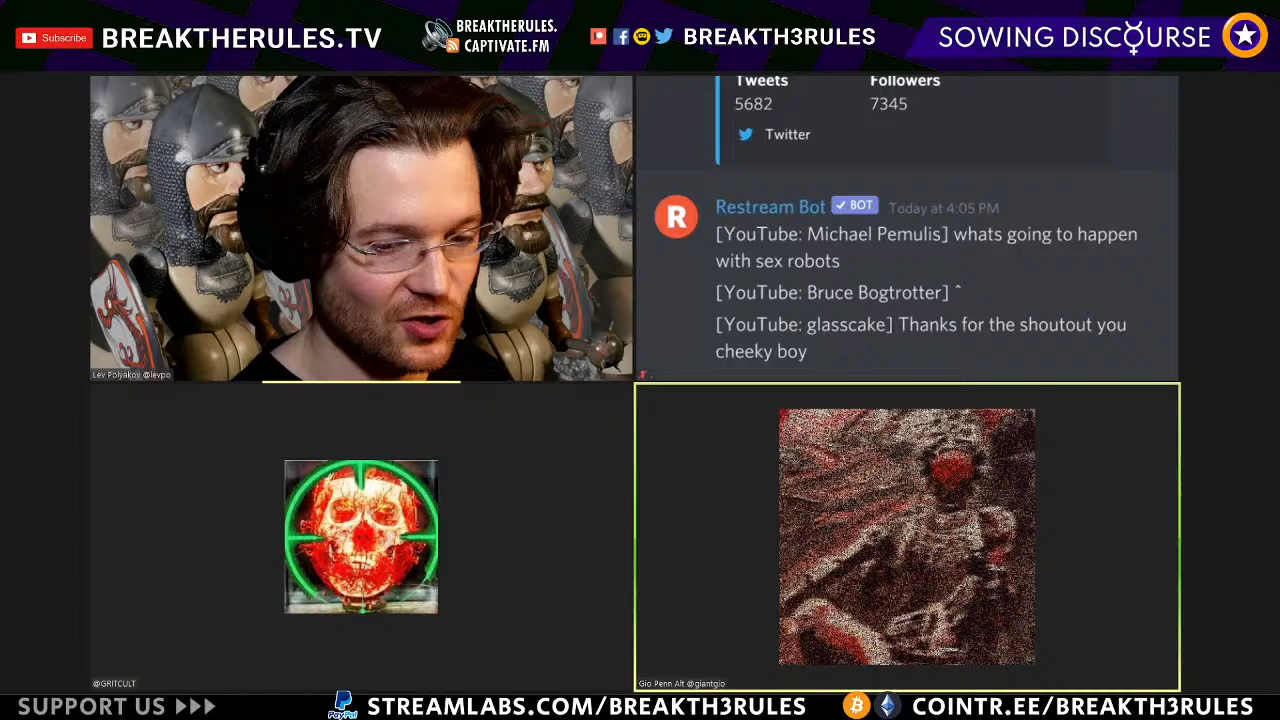 Subscribe BREAKTHERULES.TV
BREAKTHERULES.
CAPTIVATE.FM
BREAKTH3RULES
SOWING DISCOURSE
Tweets Followers
5682 7345
Twitter
R Restream Bot ✓ BOT Today at 4:05 PM
[YouTube: Michael Pemulis] whats going to happen
with sex robots
[YouTube: Bruce Bogtrotter] ^
[YouTube: glasscake] Thanks for the shoutout you
cheeky boy
Lev Polyakov @levpo
@GRITCULT
Gio Penn Alt @giantgio
SUPPORT US >>>
PayPal
STREAMLABS.COM/BREAKTH3RULES
COINTR.EE/BREAKTH3RULES